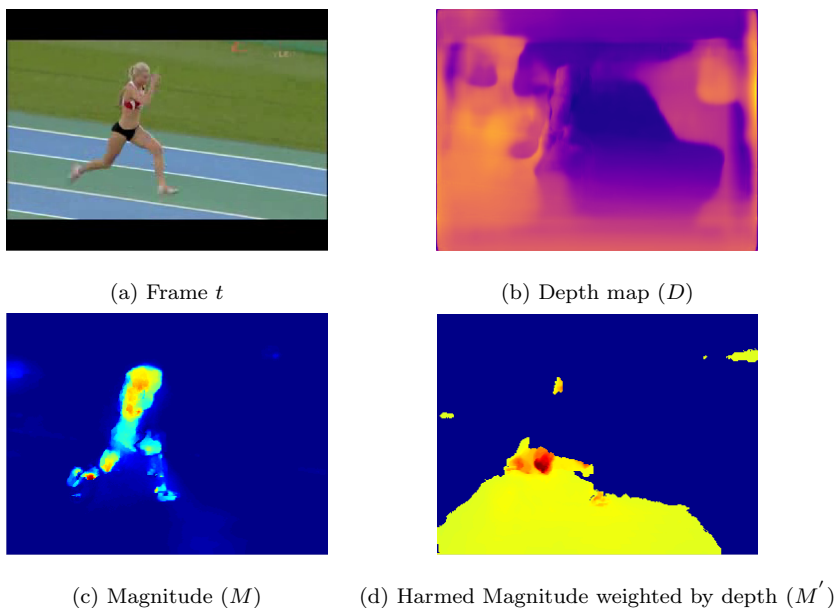 (a) Frame t
(b) Depth map (D)
(c) Magnitude (M)
(d) Harmed Magnitude weighted by depth (M′)